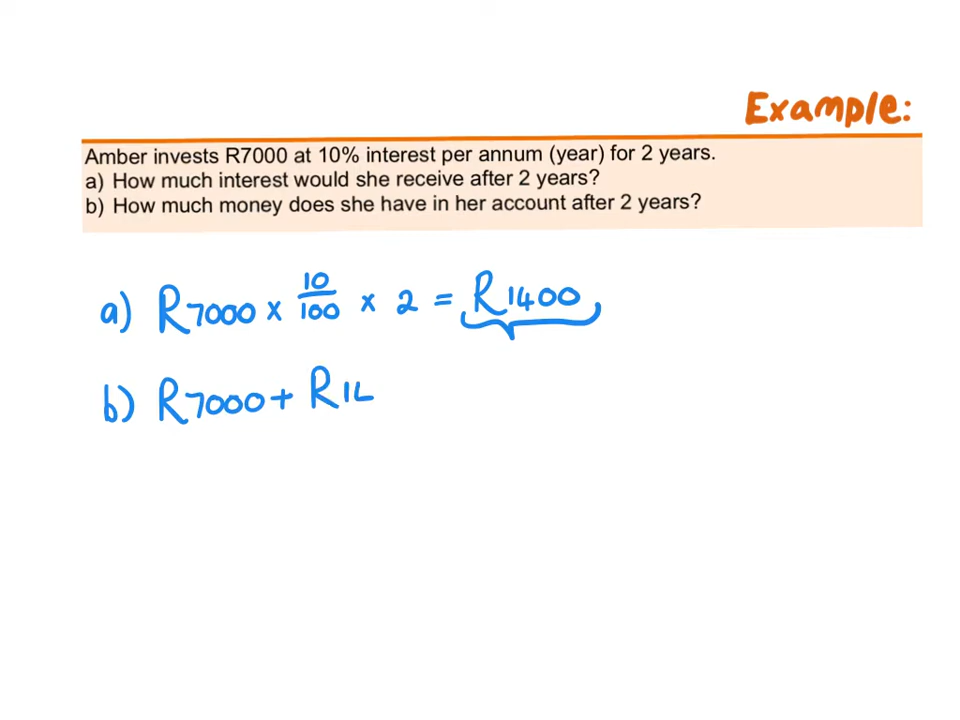 Example:
Amber invests R7000 at 10% interest per annum (year) for 2 years.
a) How much interest would she receive after 2 years?
b) How much money does she have in her account after 2 years?
a) R7000 × 10/100 × 2 = R1400
b) R7000 + R1L